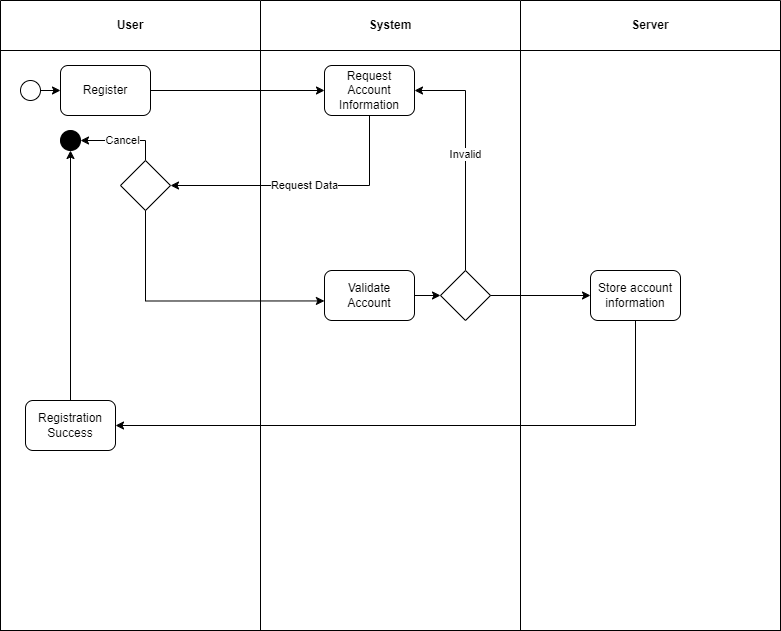 User
System
Server
Register
Request
Account
Information
Cancel
Invalid
Request Data
Validate
Account
Store account
information
Registration
Success